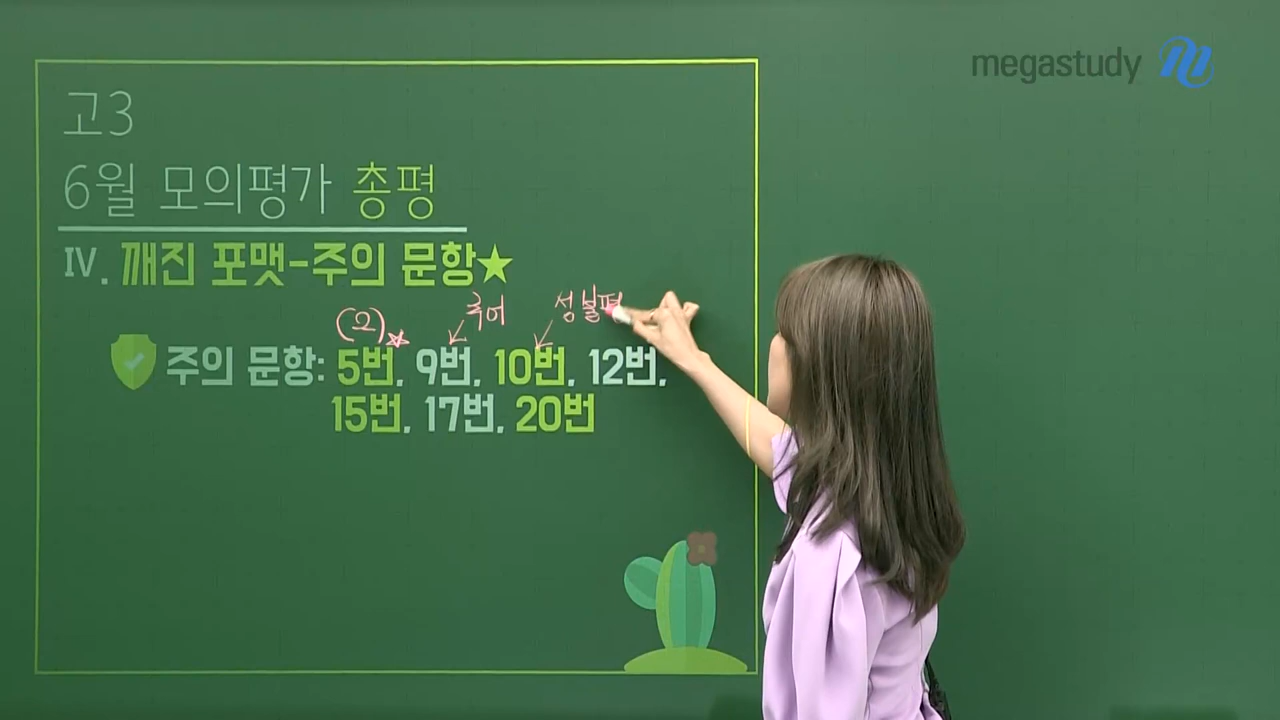 megastudy
고3
6월 모의평가 총평
Ⅳ. 깨진 포맷-주의 문항★
국어 성불평
주의 문항: 5번, 9번, 10번, 12번,
15번, 17번, 20번